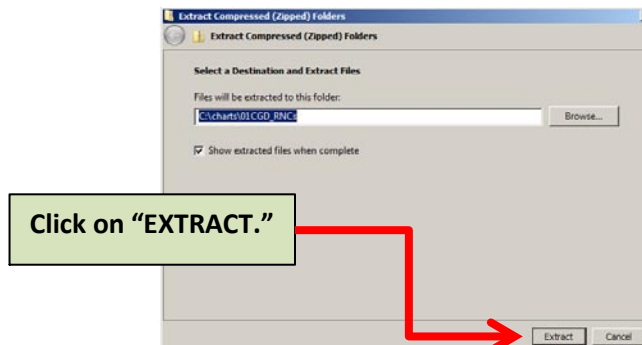 Extract Compressed (Zipped) Folders
Extract Compressed (Zipped) Folders
Select a Destination and Extract Files
Files will be extracted to this folder:
C:\charts\01CGD_RNCs
Browse...
Show extracted files when complete
Click on “EXTRACT.”
Extract Cancel